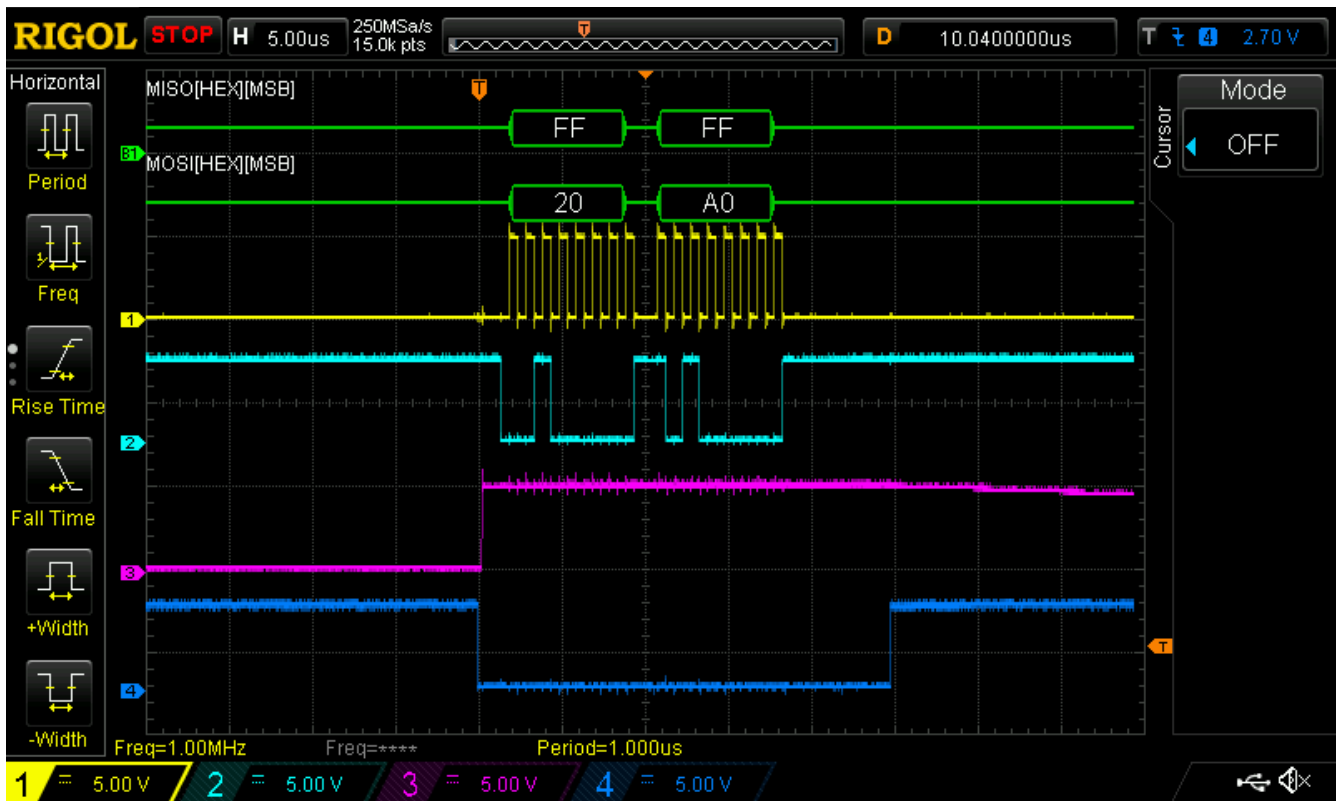 RIGOL STOP H 5.00us 250MSa/s 15.0k pts T D 10.0400000us T 4 2.70 V
Horizontal
Period
Freq
Rise Time
Fall Time
+Width
-Width
MISO[HEX][MSB]
T
FF FF
B1
MOSI[HEX][MSB]
20 A0
1
2
3
4
T
Cursor
Mode
OFF
Freq=1.00MHz Freq=**** Period=1.000us
1 5.00 V 2 5.00 V 3 5.00 V 4 5.00 V